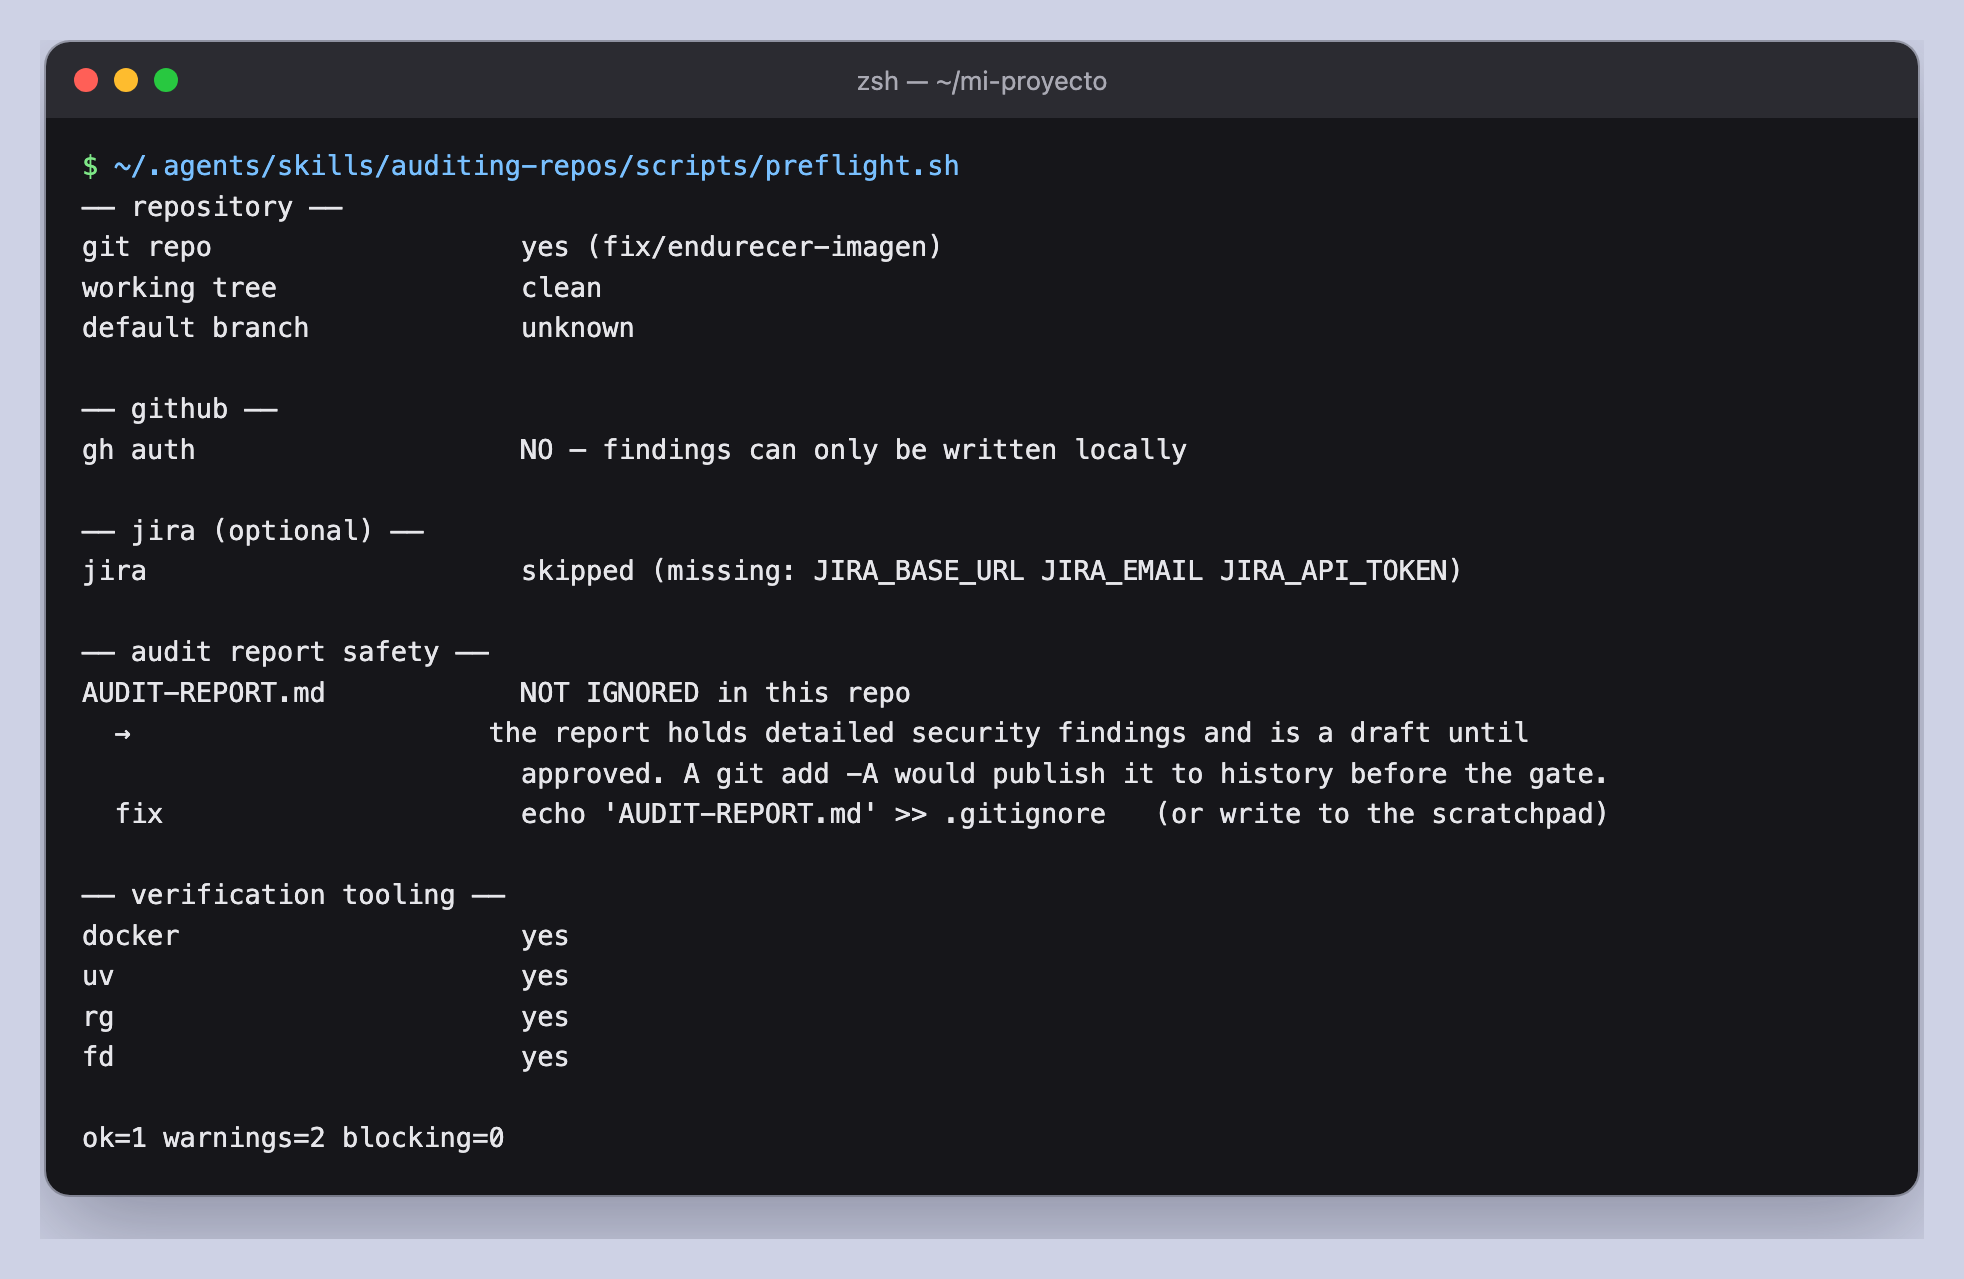 zsh — ~/mi-proyecto
$ ~/.agents/skills/auditing-repos/scripts/preflight.sh
── repository ──
git repo                   yes (fix/endurecer-imagen)
working tree               clean
default branch             unknown

── github ──
gh auth                    NO — findings can only be written locally

── jira (optional) ──
jira                       skipped (missing: JIRA_BASE_URL JIRA_EMAIL JIRA_API_TOKEN)

── audit report safety ──
AUDIT-REPORT.md            NOT IGNORED in this repo
  →                      the report holds detailed security findings and is a draft until
                           approved. A git add -A would publish it to history before the gate.
  fix                      echo 'AUDIT-REPORT.md' >> .gitignore   (or write to the scratchpad)

── verification tooling ──
docker                     yes
uv                         yes
rg                         yes
fd                         yes

ok=1 warnings=2 blocking=0